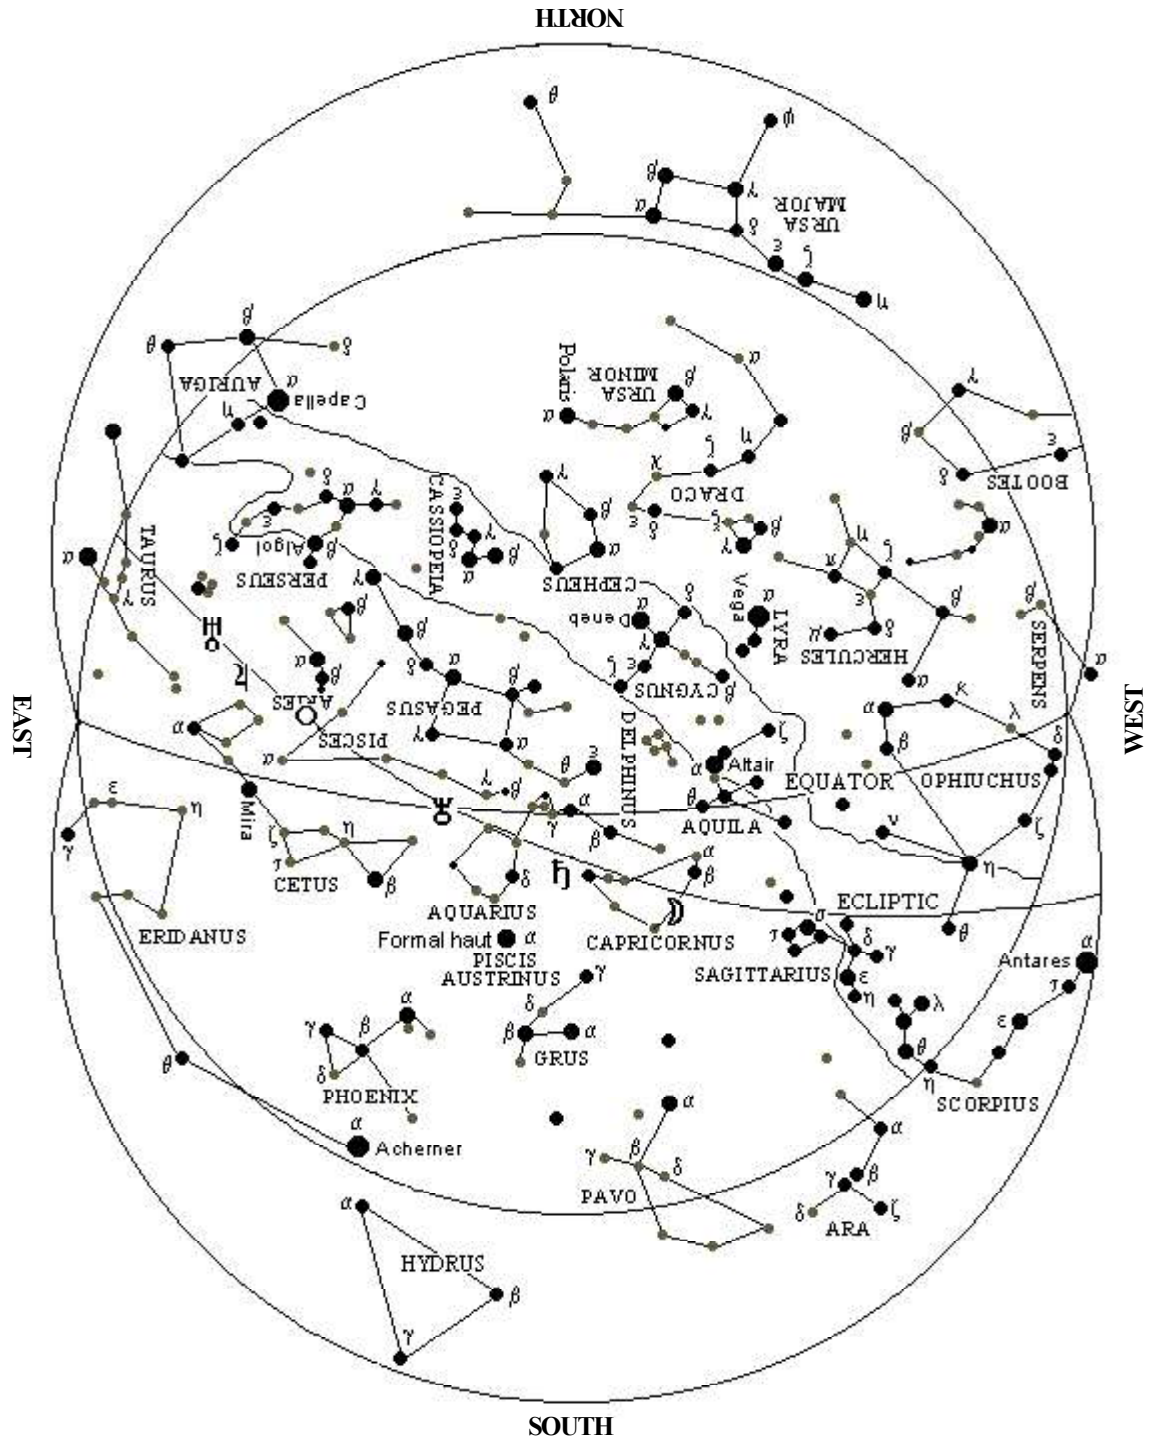 NORTH
θ
φ
β
γ
α
δ
URSA
MAJOR
ε
ζ
η
β
θ
δ
α
AURIGA
Capella
η
Polaris
α
URSA
MINOR
β
γ
α
γ
β
δ
ε
BOOTES
η
ζ
χ
DRACO
ε
δ
ξ
β
γ
γ
β
α
CEPHEUS
CASSIOPEIA
ε
γ
δ
β
α
δ
α
γ
ε
ζ
Algol
β
PERSEUS
TAURUS
α
γ
α
η
ζ
π
ε
δ
μ
β
HERCULES
α
SERPENS
α
Vega
α
LYRA
δ
α
Deneb
γ
ε
ζ
CYGNUS
β
γ
β
δ
α
β
PEGASUS
γ
α
θ
ε
β
α
β
ARIES
♅
♃
EAST
WEST
PISCES
α
γ
β
DELPHINUS
ζ
α
Altair
θ
AQUILA
EQUATOR
α
κ
λ
δ
β
OPHIUCHUS
ν
ζ
η
θ
α
Mira
ε
η
γ
ERIDANUS
ζ
η
τ
CETUS
β
♆
γ
α
β
δ
AQUARIUS
♄
α
β
CAPRICORNUS
ECLIPTIC
Formal haut α
PISCIS
AUSTRINUS
σ
τ
δ
γ
SAGITTARIUS
ε
η
α
Antares
τ
λ
ε
θ
η
SCORPIUS
γ
δ
β
α
GRUS
α
γ
β
δ
PHOENIX
θ
α
Acherner
α
γ
β
δ
PAVO
α
β
γ
δ
ζ
ARA
α
HYDRUS
β
γ
SOUTH